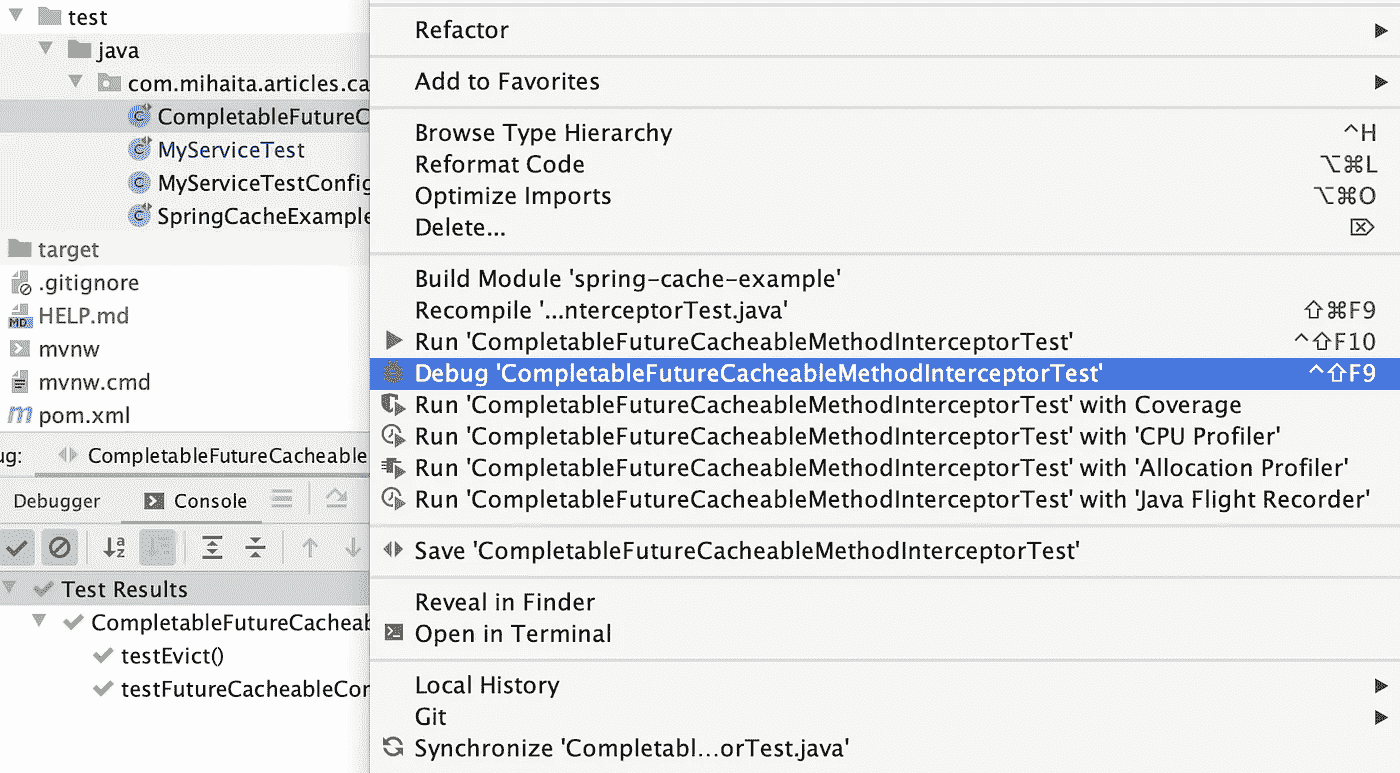 test
java
com.mihaita.articles.ca
CompletableFutureC
MyServiceTest
MyServiceTestConfig
SpringCacheExample
target
.gitignore
HELP.md
mvnw
mvnw.cmd
pom.xml
ug:
CompletableFutureCacheable
Debugger
Console
Test Results
CompletableFutureCacheab
testEvict()
testFutureCacheableCor
Refactor
Add to Favorites
Browse Type Hierarchy ^H
Reformat Code ⌥⌘L
Optimize Imports ⌥⌘O
Delete... ⌦
Build Module 'spring-cache-example'
Recompile '...nterceptorTest.java' ⇧⌘F9
Run 'CompletableFutureCacheableMethodInterceptorTest' ^⇧F10
Debug 'CompletableFutureCacheableMethodInterceptorTest' ^⇧F9
Run 'CompletableFutureCacheableMethodInterceptorTest' with Coverage
Run 'CompletableFutureCacheableMethodInterceptorTest' with 'CPU Profiler'
Run 'CompletableFutureCacheableMethodInterceptorTest' with 'Allocation Profiler'
Run 'CompletableFutureCacheableMethodInterceptorTest' with 'Java Flight Recorder'
Save 'CompletableFutureCacheableMethodInterceptorTest'
Reveal in Finder
Open in Terminal
Local History
Git
Synchronize 'Completabl...orTest.java'